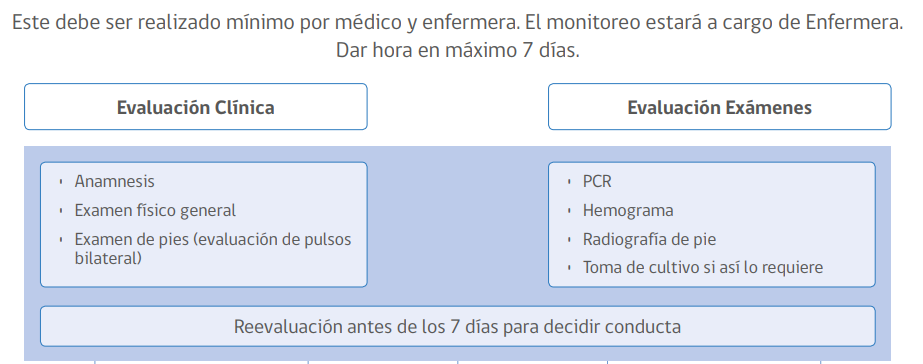 Este debe ser realizado mínimo por médico y enfermera. El monitoreo estará a cargo de Enfermera.
Dar hora en máximo 7 días.
Evaluación Clínica
Evaluación Exámenes
Anamnesis
Examen físico general
Examen de pies (evaluación de pulsos
bilateral)
PCR
Hemograma
Radiografía de pie
Toma de cultivo si así lo requiere
Reevaluación antes de los 7 días para decidir conducta